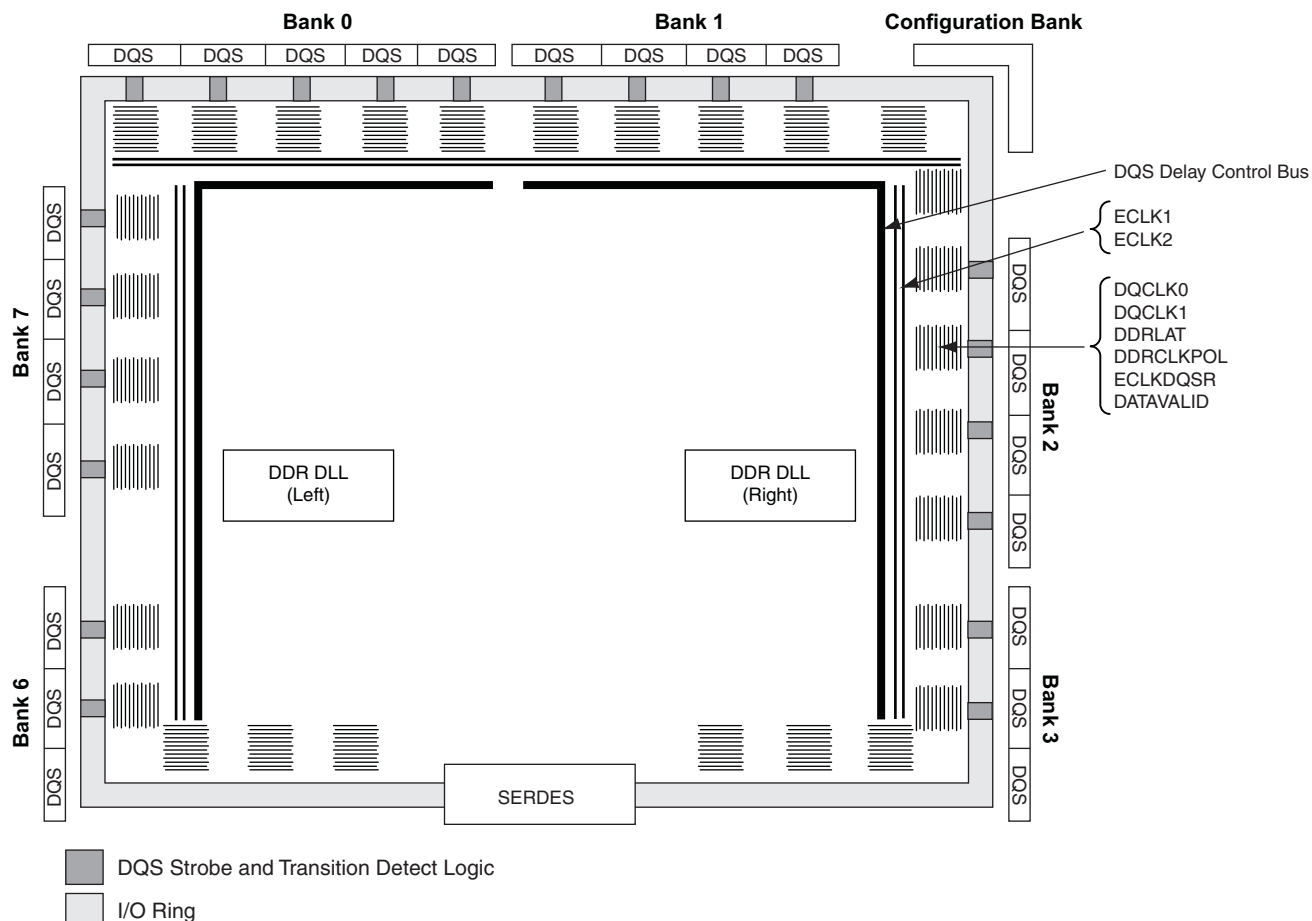 Bank 0
Bank 1
Configuration Bank
DQS DQS DQS DQS DQS
DQS DQS DQS DQS
DQS Delay Control Bus
ECLK1
ECLK2
DQCLK0
DQCLK1
DDRLAT
DDRCLKPOL
ECLKDQSR
DATAVALID
Bank 7
DQS
DQS
DQS
DQS
DDR DLL
(Left)
DDR DLL
(Right)
DQS
DQS
DQS
DQS
Bank 2
Bank 6
DQS
DQS
DQS
DQS
DQS
DQS
Bank 3
SERDES
DQS Strobe and Transition Detect Logic
I/O Ring